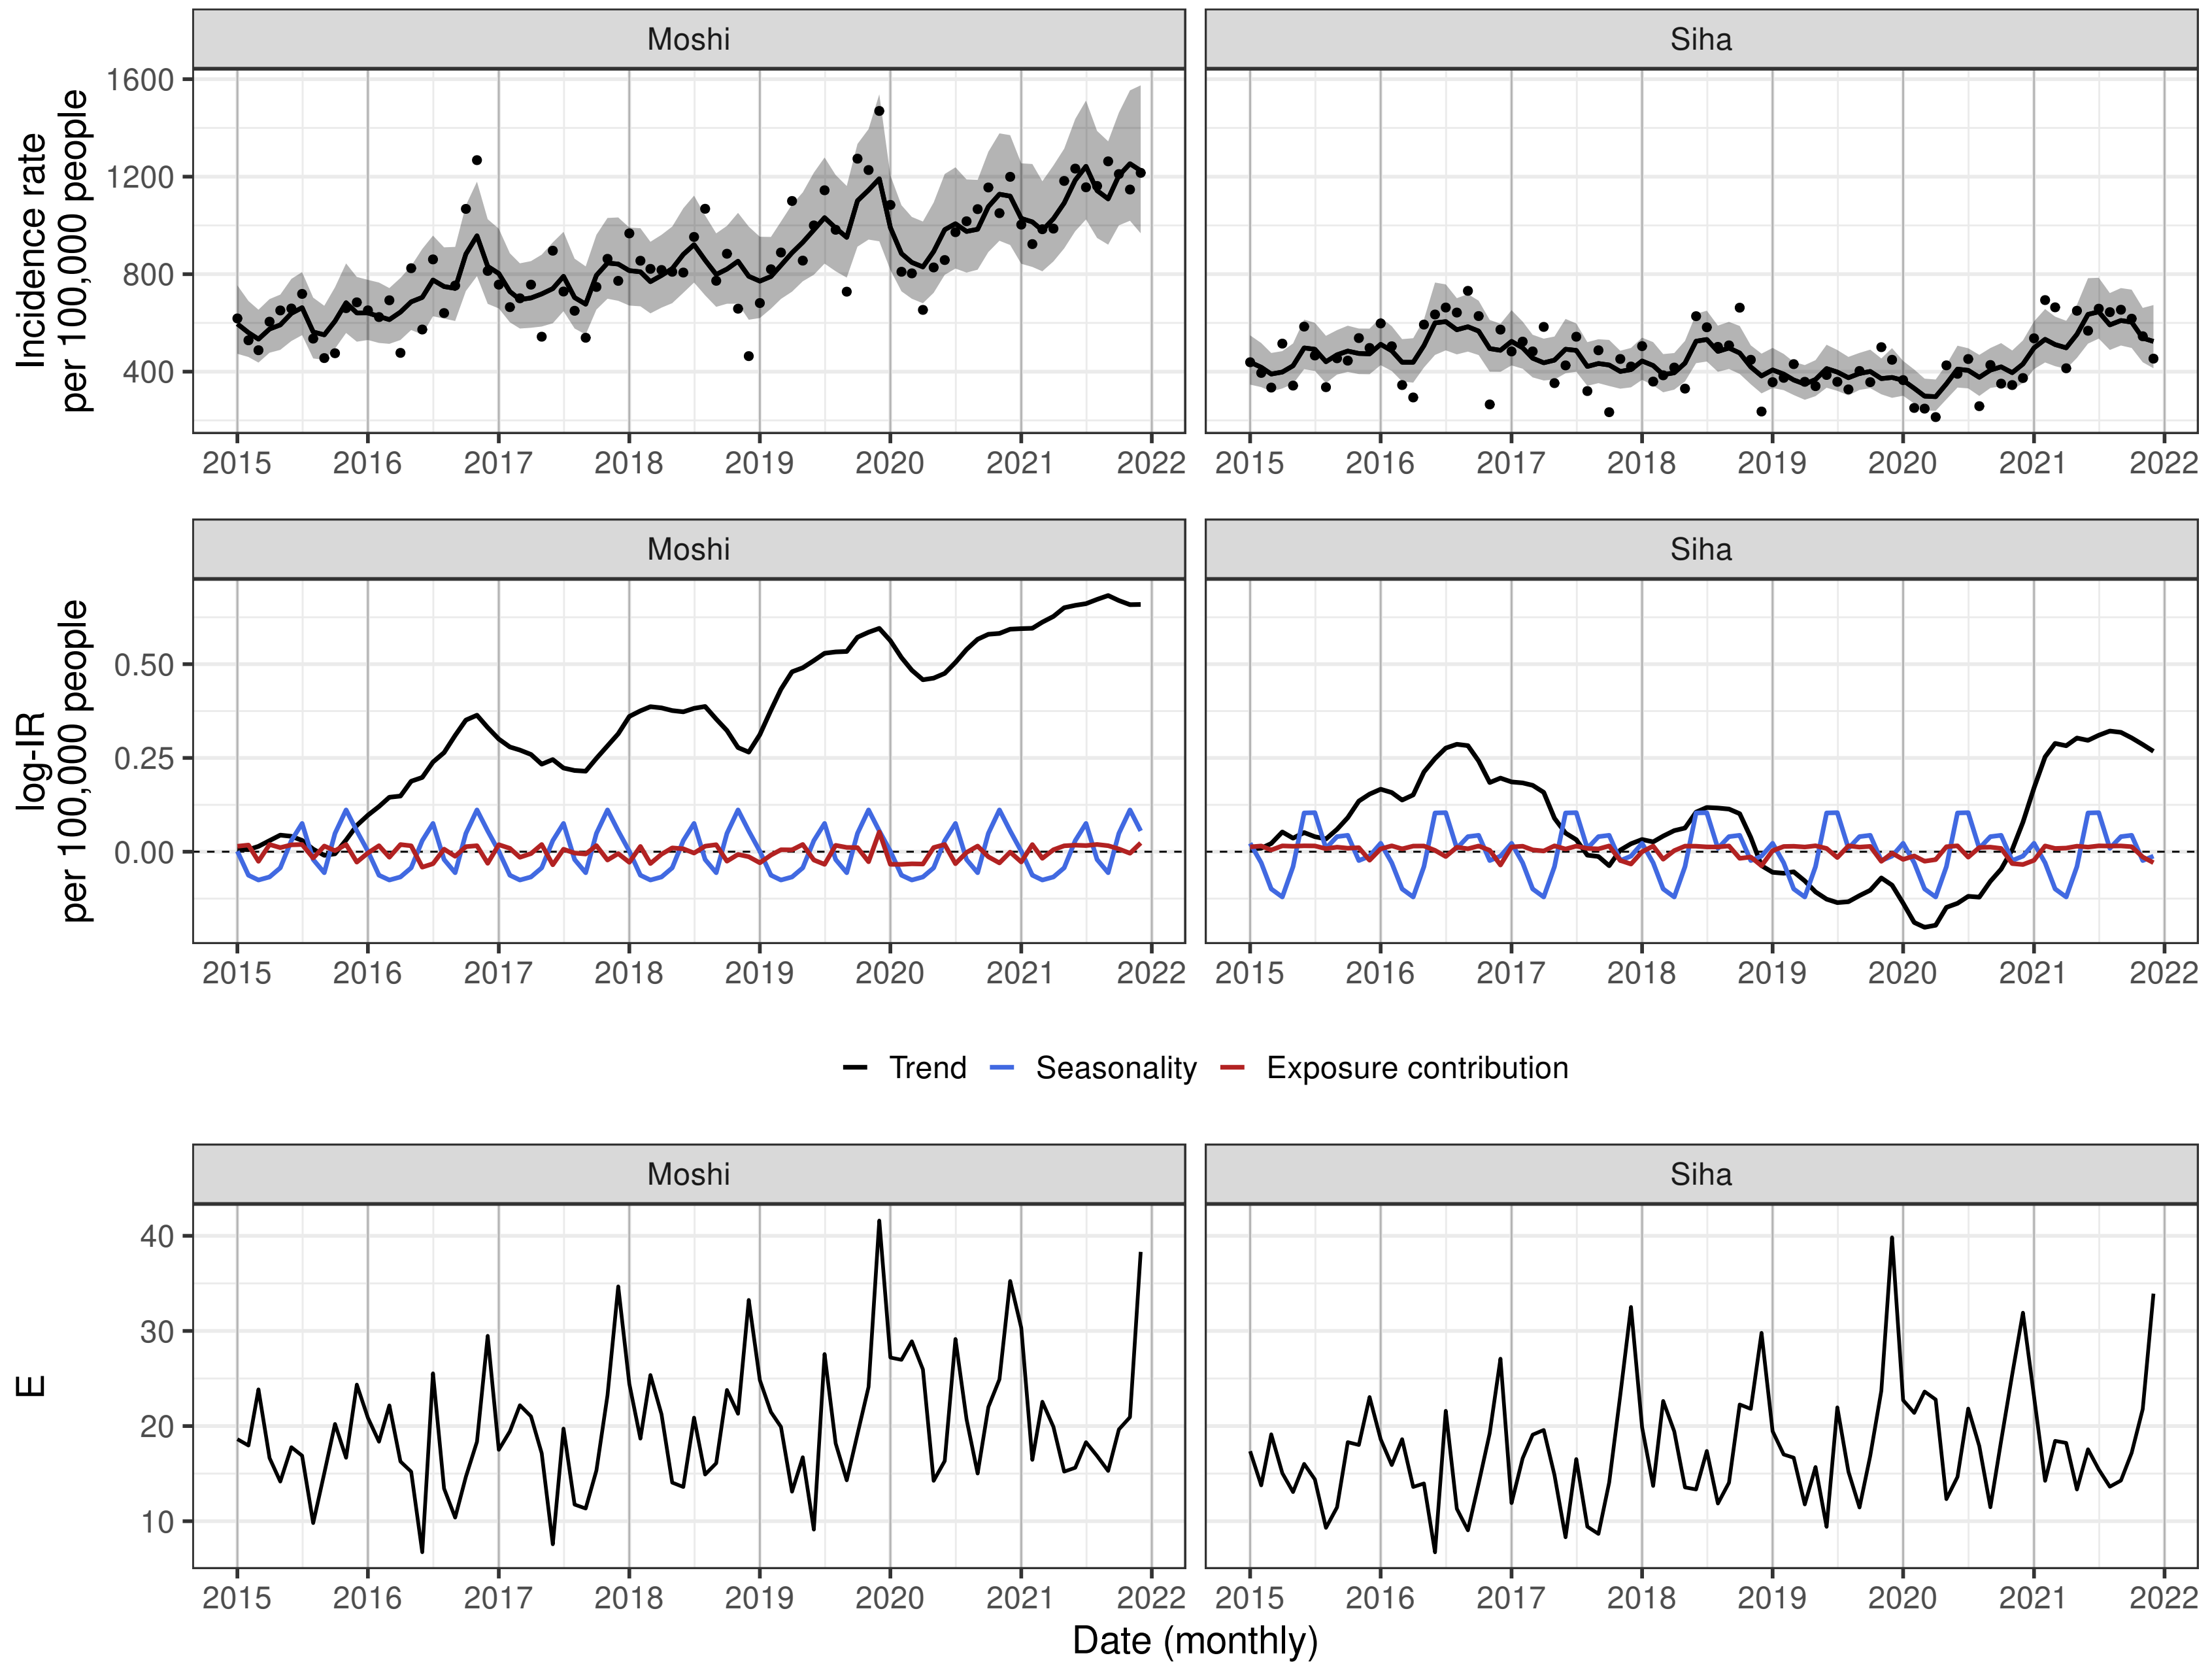 Moshi Siha
Incidence rate
per 100,000 people
1600
1200
800
400
2015 2016 2017 2018 2019 2020 2021 2022 2015 2016 2017 2018 2019 2020 2021 2022
Moshi Siha
log-IR
per 100,000 people
0.50
0.25
0.00
2015 2016 2017 2018 2019 2020 2021 2022 2015 2016 2017 2018 2019 2020 2021 2022
Trend Seasonality Exposure contribution
Moshi Siha
E
40
30
20
10
2015 2016 2017 2018 2019 2020 2021 2022 2015 2016 2017 2018 2019 2020 2021 2022
Date (monthly)